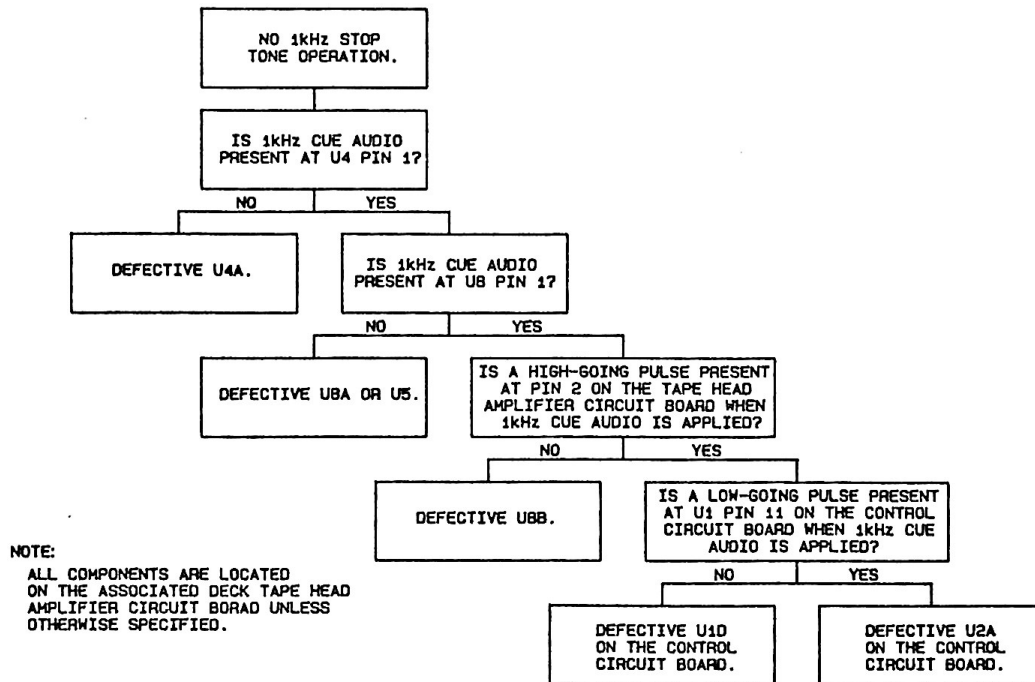 NO 1kHz STOP
TONE OPERATION.
IS 1kHz CUE AUDIO
PRESENT AT U4 PIN 1?
NO
YES
DEFECTIVE U4A.
IS 1kHz CUE AUDIO
PRESENT AT U8 PIN 1?
NO
YES
DEFECTIVE U8A OR U5.
IS A HIGH-GOING PULSE PRESENT
AT PIN 2 ON THE TAPE HEAD
AMPLIFIER CIRCUIT BOARD WHEN
1kHz CUE AUDIO IS APPLIED?
NO
YES
DEFECTIVE U8B.
IS A LOW-GOING PULSE PRESENT
AT U1 PIN 11 ON THE CONTROL
CIRCUIT BOARD WHEN 1kHz CUE
AUDIO IS APPLIED?
NO
YES
DEFECTIVE U1D
ON THE CONTROL
CIRCUIT BOARD.
DEFECTIVE U2A
ON THE CONTROL
CIRCUIT BOARD.
NOTE:
ALL COMPONENTS ARE LOCATED
ON THE ASSOCIATED DECK TAPE HEAD
AMPLIFIER CIRCUIT BORAD UNLESS
OTHERWISE SPECIFIED.